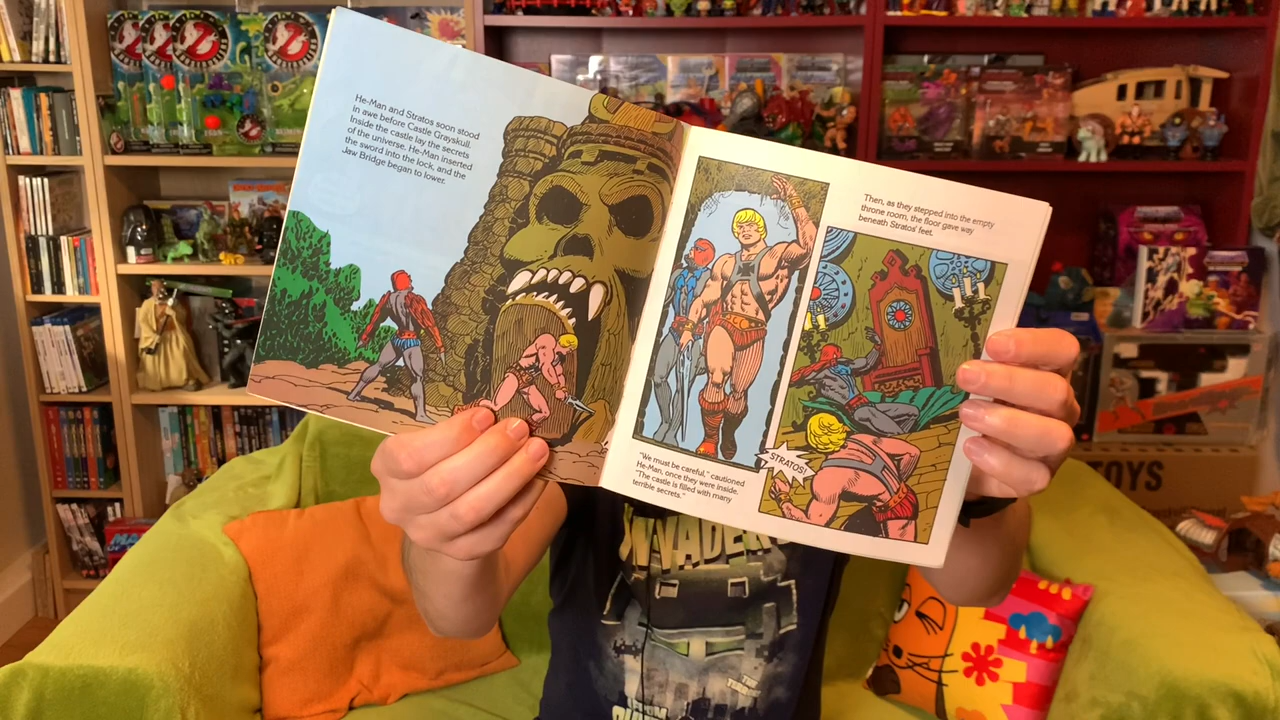 He-Man and Stratos soon stood
in awe before Castle Grayskull.
Inside the castle lay the secrets
of the universe. He-Man inserted
the sword into the lock, and the
Jaw Bridge began to lower.
"We must be careful," cautioned
He-Man, once they were inside.
"The castle is filled with many
terrible secrets."
Then, as they stepped into the empty
throne room, the floor gave way
beneath Stratos' feet.
STRATOS!
TOYS